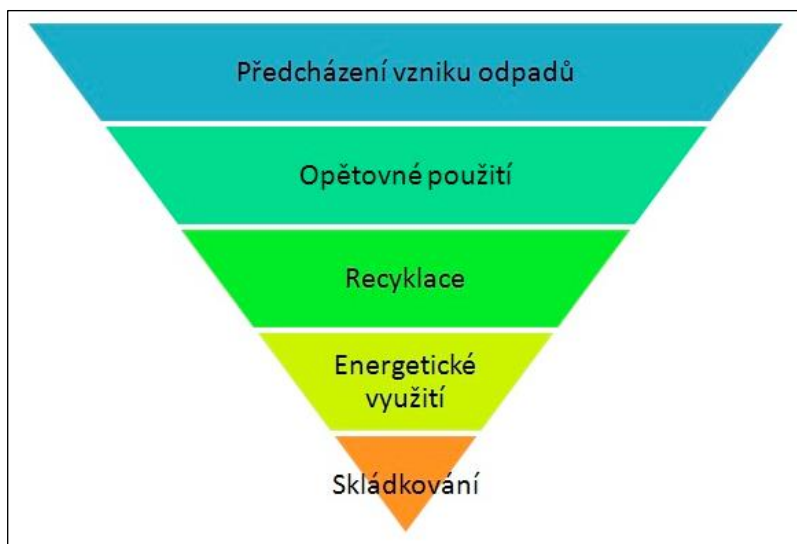 Předcházení vzniku odpadů
Opětovné použití
Recyklace
Energetické
využití
Skládkování